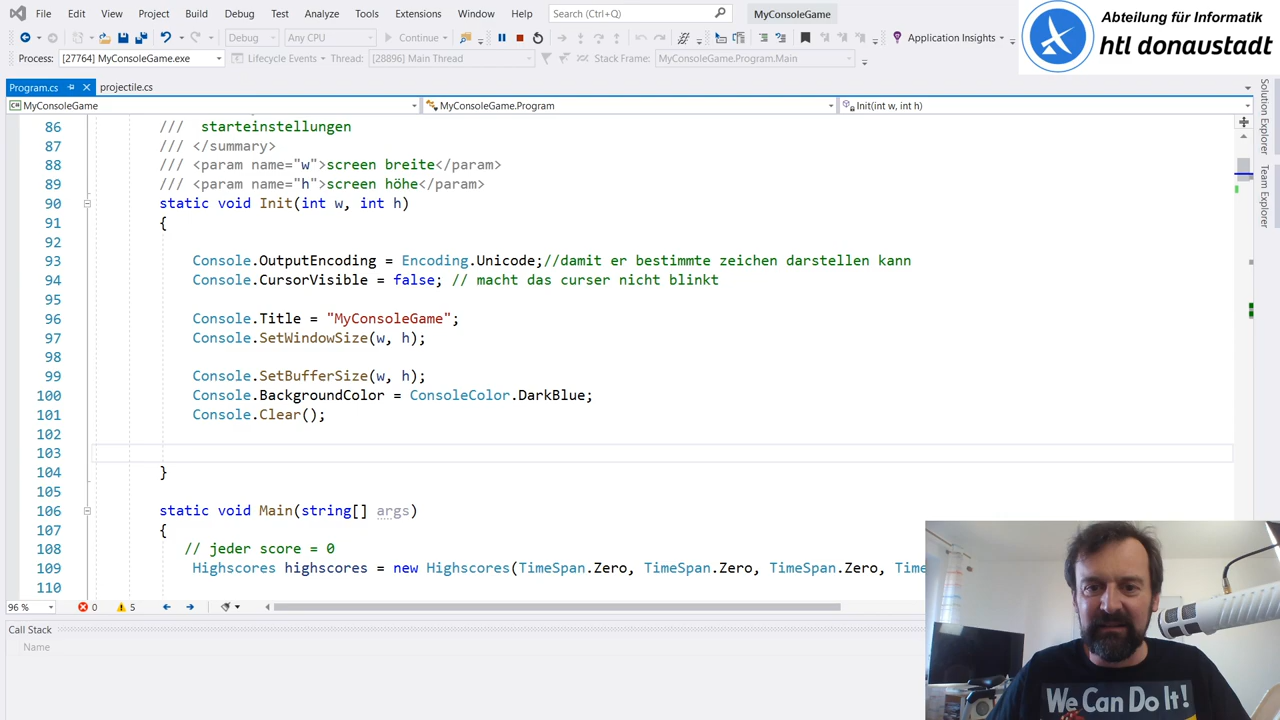 File Edit View Project Build Debug Test Analyze Tools Extensions Window Help Search (Ctrl+Q) MyConsoleGame
Abteilung für Informatik
htl donaustadt
Debug Any CPU Continue Application Insights
Process: [27764] MyConsoleGame.exe Lifecycle Events Thread: [28896] Main Thread Stack Frame: MyConsoleGame.Program.Main
Program.cs projectile.cs
MyConsoleGame MyConsoleGame.Program Init(int w, int h)
Solution Explorer
Team Explorer
86 /// starteinstellungen
87 /// </summary>
88 /// <param name="w">screen breite</param>
89 /// <param name="h">screen höhe</param>
90 static void Init(int w, int h)
91 {
92
93 Console.OutputEncoding = Encoding.Unicode;//damit er bestimmte zeichen darstellen kann
94 Console.CursorVisible = false; // macht das curser nicht blinkt
95
96 Console.Title = "MyConsoleGame";
97 Console.SetWindowSize(w, h);
98
99 Console.SetBufferSize(w, h);
100 Console.BackgroundColor = ConsoleColor.DarkBlue;
101 Console.Clear();
102
103
104 }
105
106 static void Main(string[] args)
107 {
108 // jeder score = 0
109 Highscores highscores = new Highscores(TimeSpan.Zero, TimeSpan.Zero, TimeSpan.Zero, Time
110
96 % 0 5
Call Stack
Name
We Can Do It!